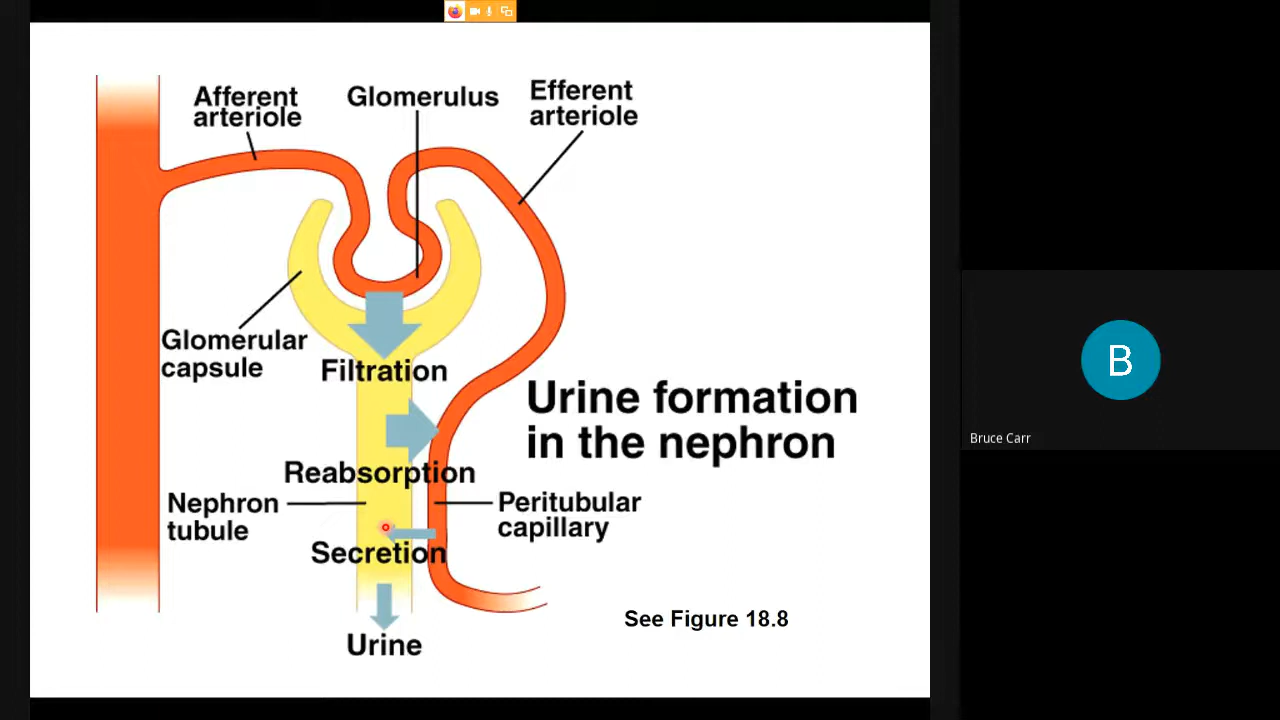 Afferent
arteriole
Glomerulus
Efferent
arteriole
Glomerular
capsule
Filtration
Urine formation
in the nephron
Reabsorption
Nephron
tubule
Peritubular
capillary
Secretion
See Figure 18.8
Urine
B
Bruce Carr